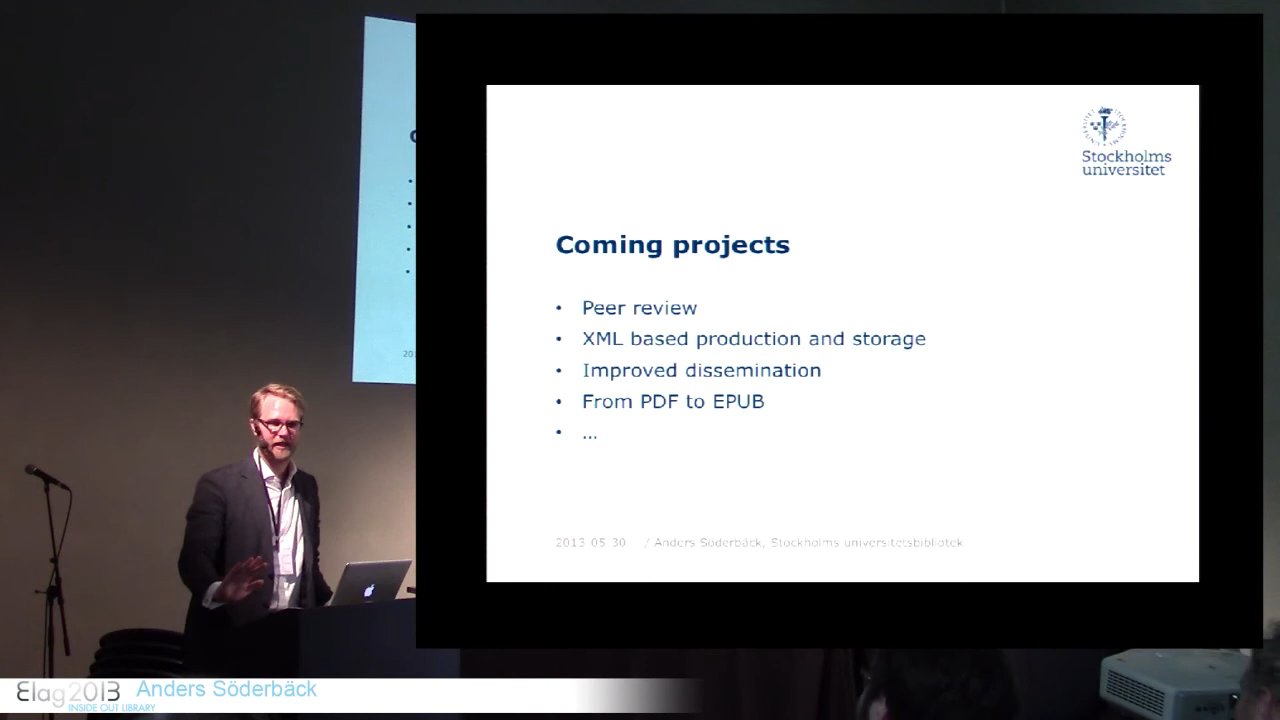 Stockholms
universitet
Coming projects
• Peer review
• XML based production and storage
• Improved dissemination
• From PDF to EPUB
• ...
2013-05-30 / Anders Söderbäck, Stockholms universitetsbibliotek
Elag2013 Anders Söderbäck
INSIDE OUT LIBRARY